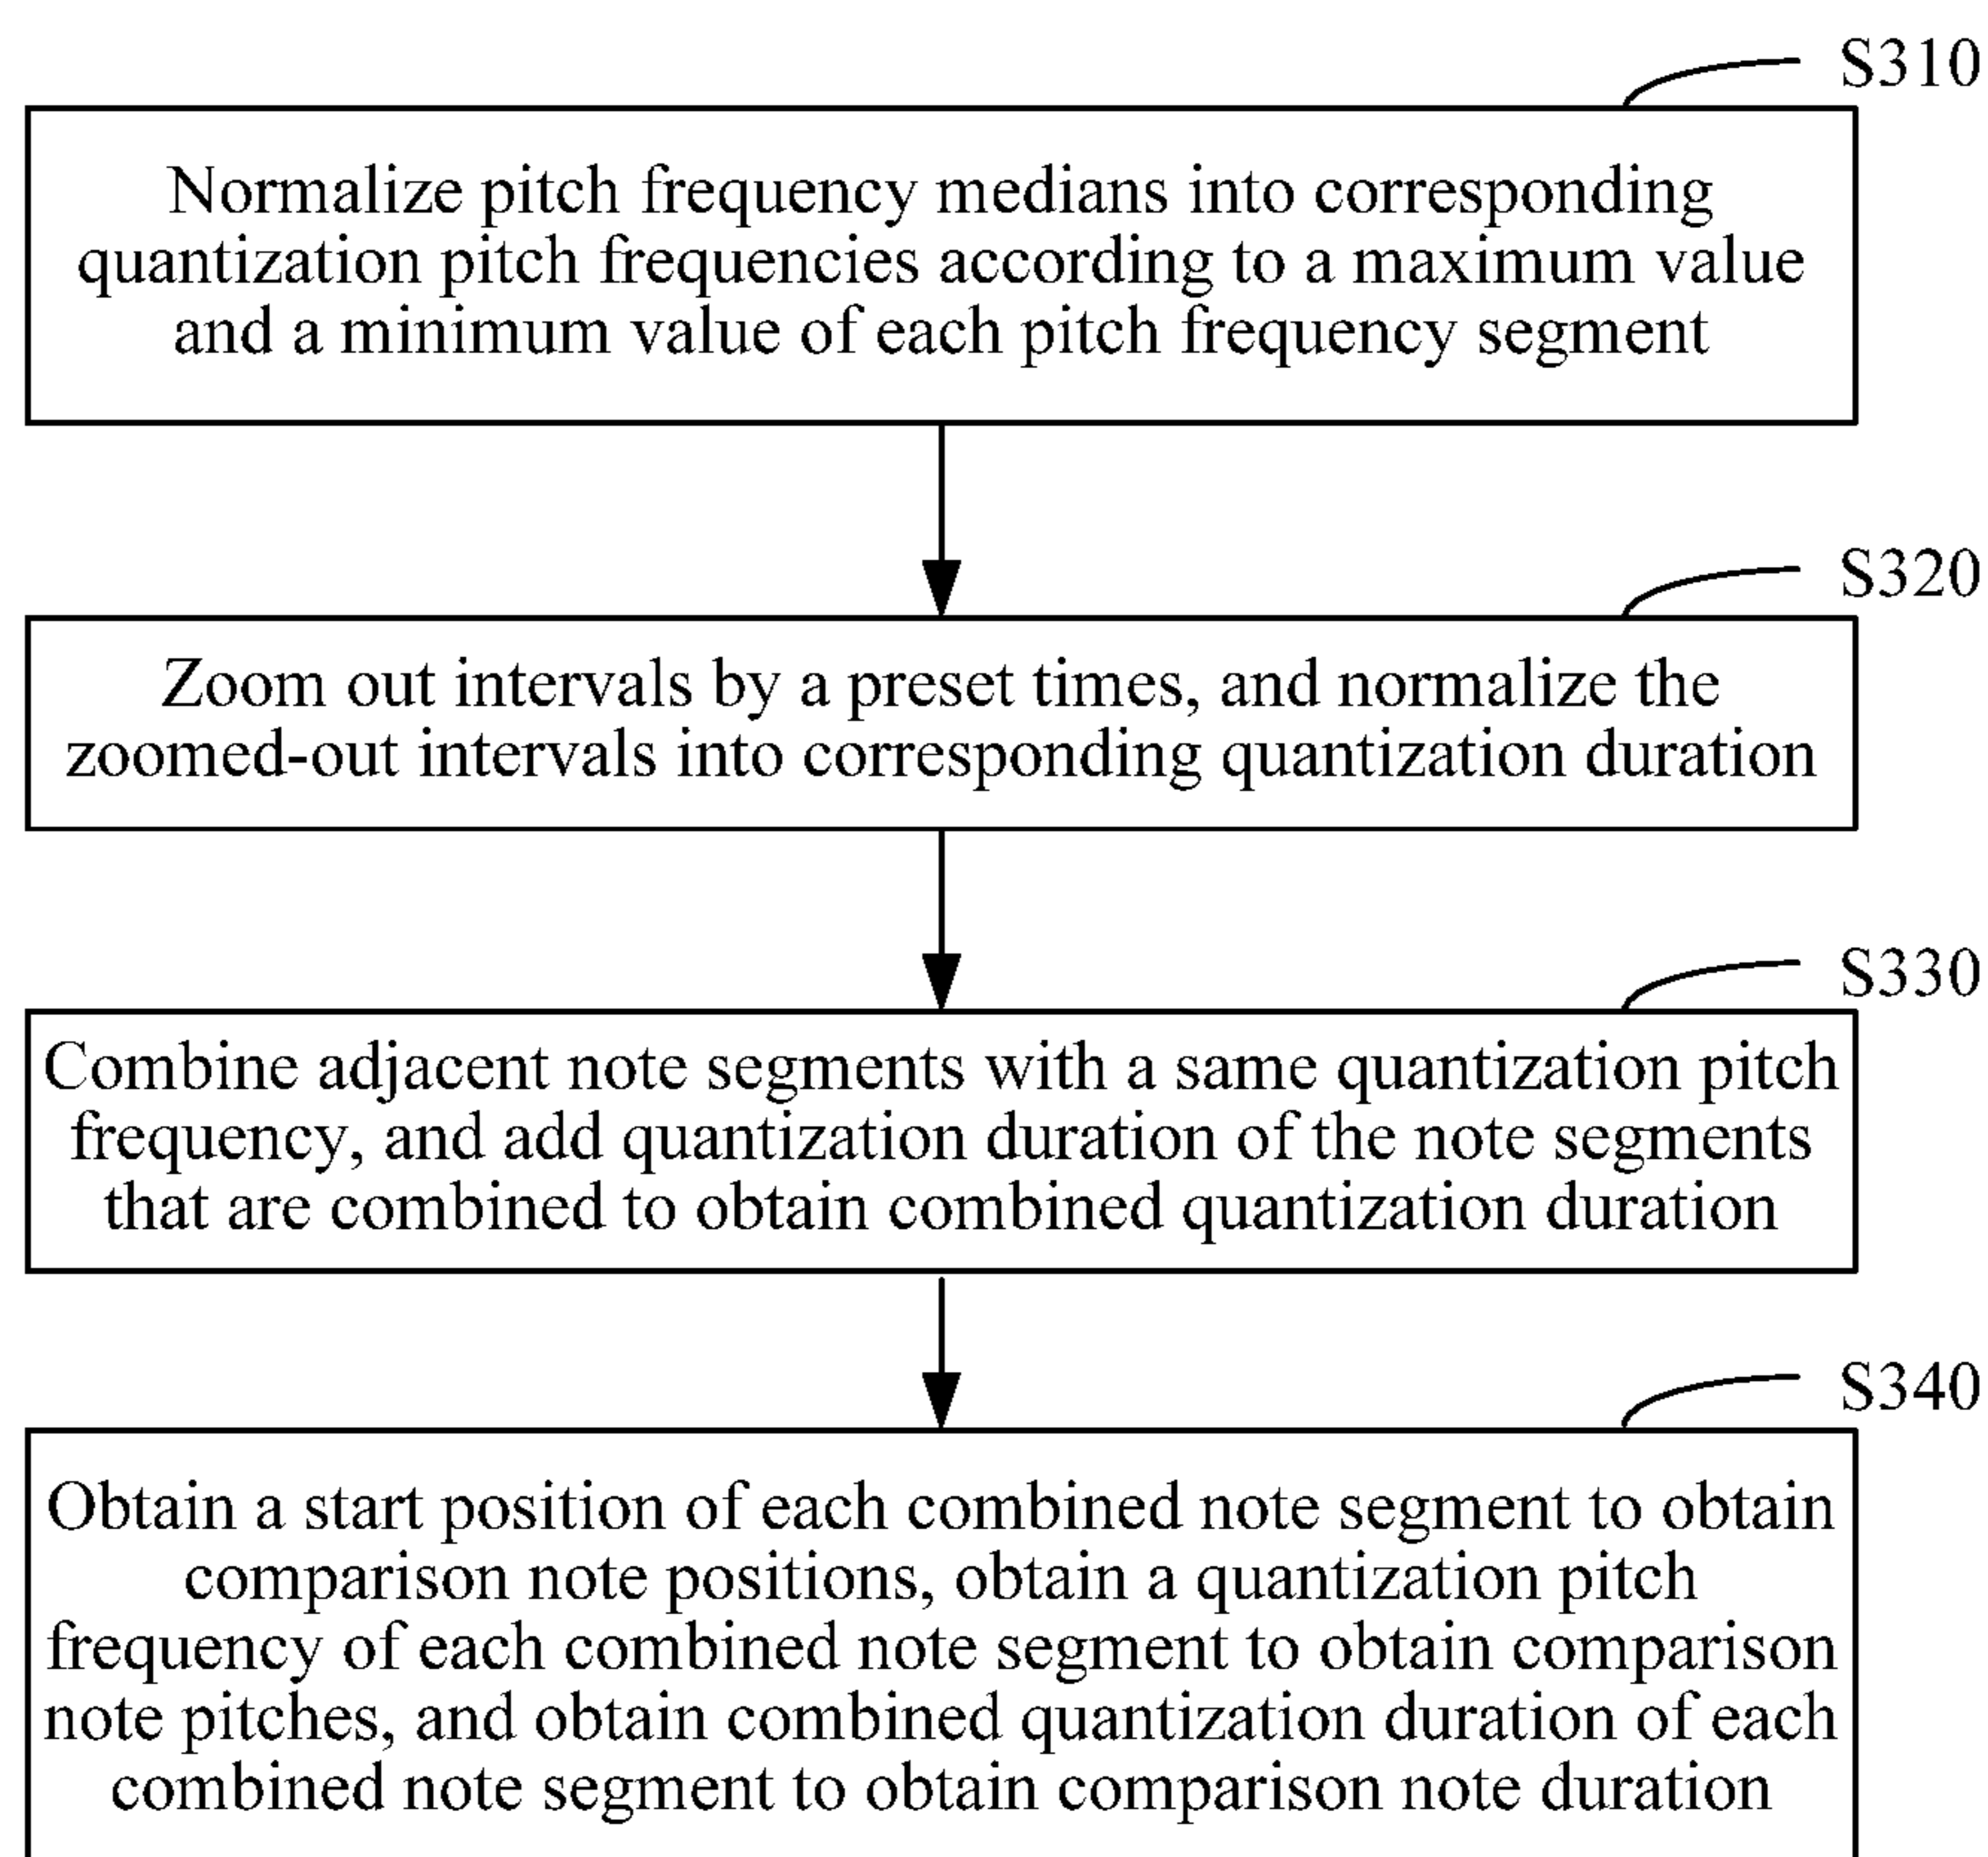 S310
Normalize pitch frequency medians into corresponding
quantization pitch frequencies according to a maximum value
and a minimum value of each pitch frequency segment
S320
Zoom out intervals by a preset times, and normalize the
zoomed-out intervals into corresponding quantization duration
S330
Combine adjacent note segments with a same quantization pitch
frequency, and add quantization duration of the note segments
that are combined to obtain combined quantization duration
S340
Obtain a start position of each combined note segment to obtain
comparison note positions, obtain a quantization pitch
frequency of each combined note segment to obtain comparison
note pitches, and obtain combined quantization duration of each
combined note segment to obtain comparison note duration